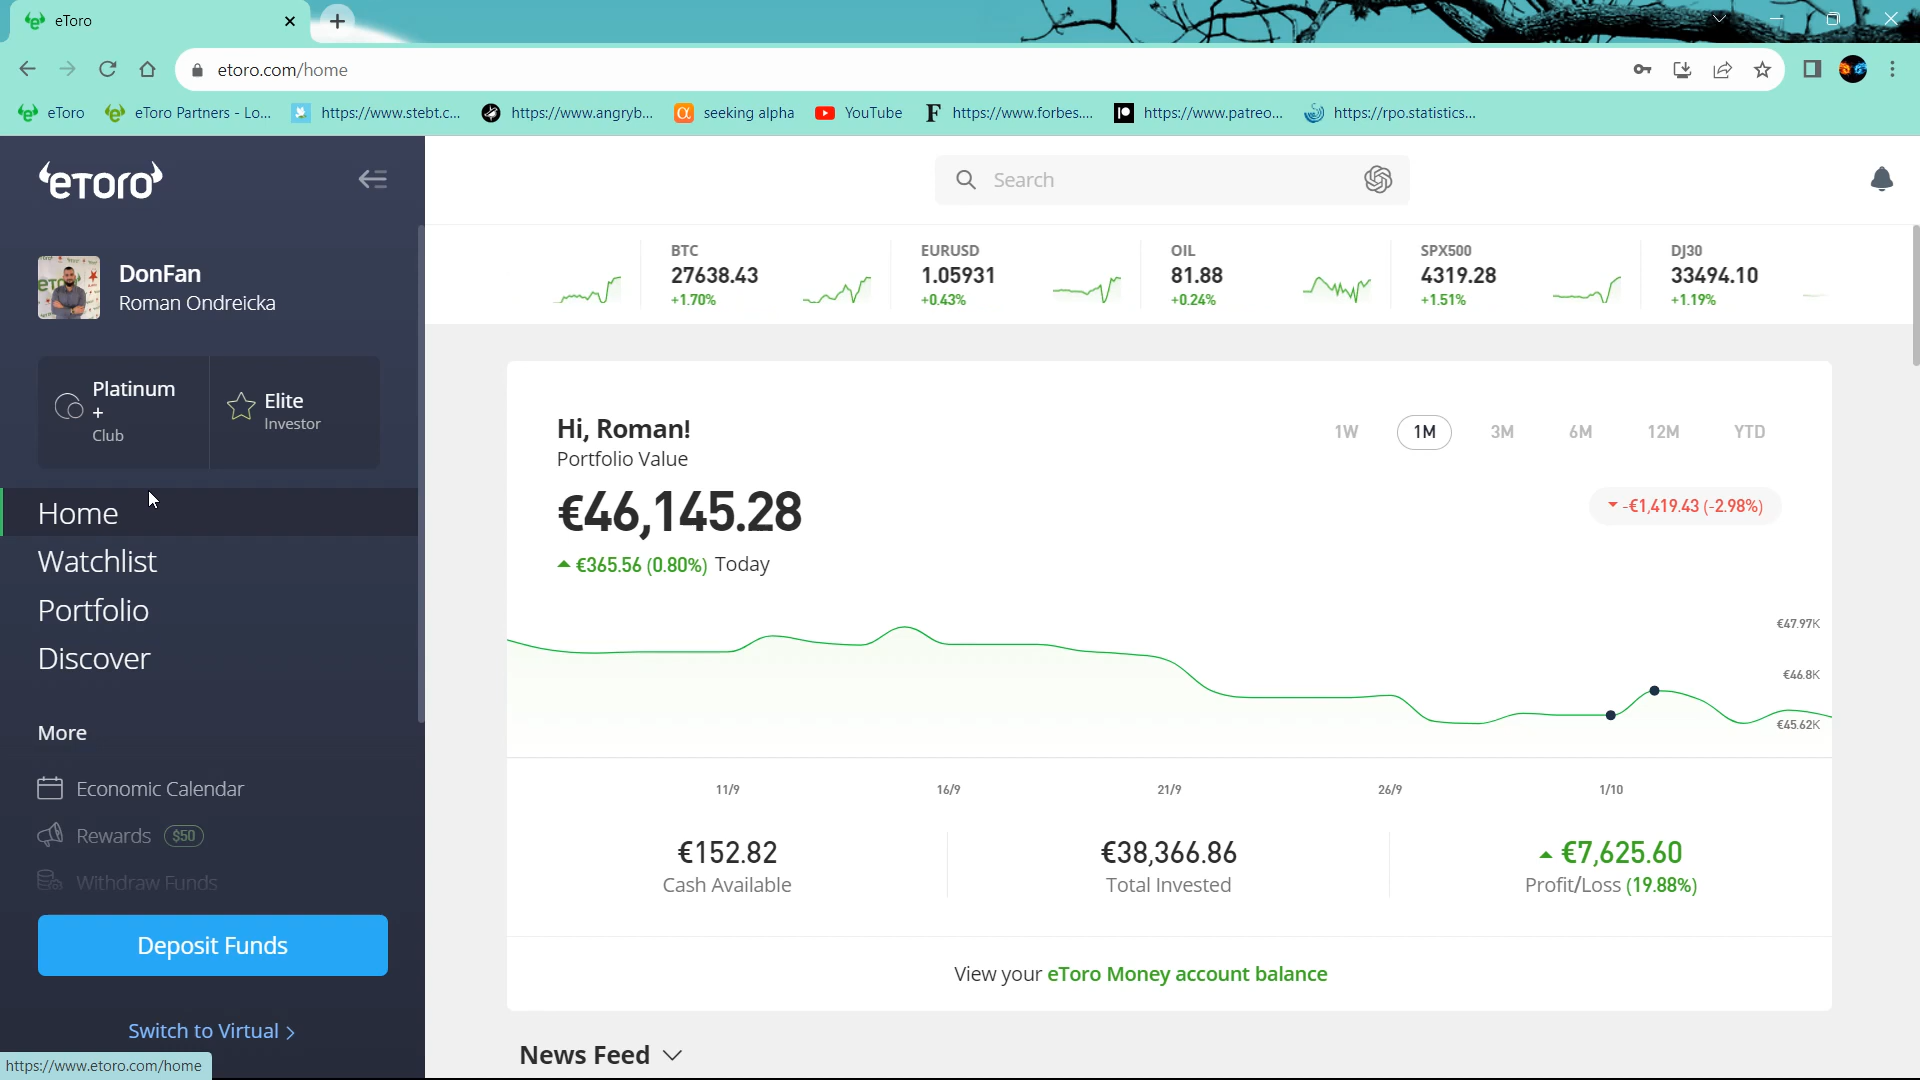 eToro
etoro.com/home
eToro
eToro Partners - Lo...
https://www.stebt.c...
https://www.angryb...
seeking alpha
YouTube
https://www.forbes....
https://www.patreo...
https://rpo.statistics...
eToro
Search
BTC
27638.43
+1.70%
EURUSD
1.05931
+0.43%
OIL
81.88
+0.24%
SPX500
4319.28
+1.51%
DJ30
33494.10
+1.19%
DonFan
Roman Ondreicka
Platinum
+
Club
Elite
Investor
Home
Watchlist
Portfolio
Discover
More
Economic Calendar
Rewards $50
Withdraw Funds
Deposit Funds
Switch to Virtual >
https://www.etoro.com/home
Hi, Roman!
Portfolio Value
€46,145.28
€365.56 (0.80%) Today
1W 1M 3M 6M 12M YTD
-€1,419.43 (-2.98%)
€47.97K
€46.8K
€45.62K
11/9 16/9 21/9 26/9 1/10
€152.82
Cash Available
€38,366.86
Total Invested
€7,625.60
Profit/Loss (19.88%)
View your eToro Money account balance
News Feed